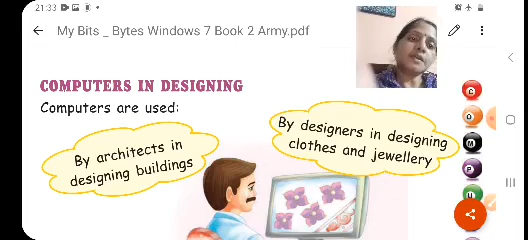 21:33
My Bits _ Bytes Windows 7 Book 2 Army.pdf
COMPUTERS IN DESIGNING
Computers are used:
By architects in
designing buildings
By designers in designing
clothes and jewellery
C
O
M
P
U